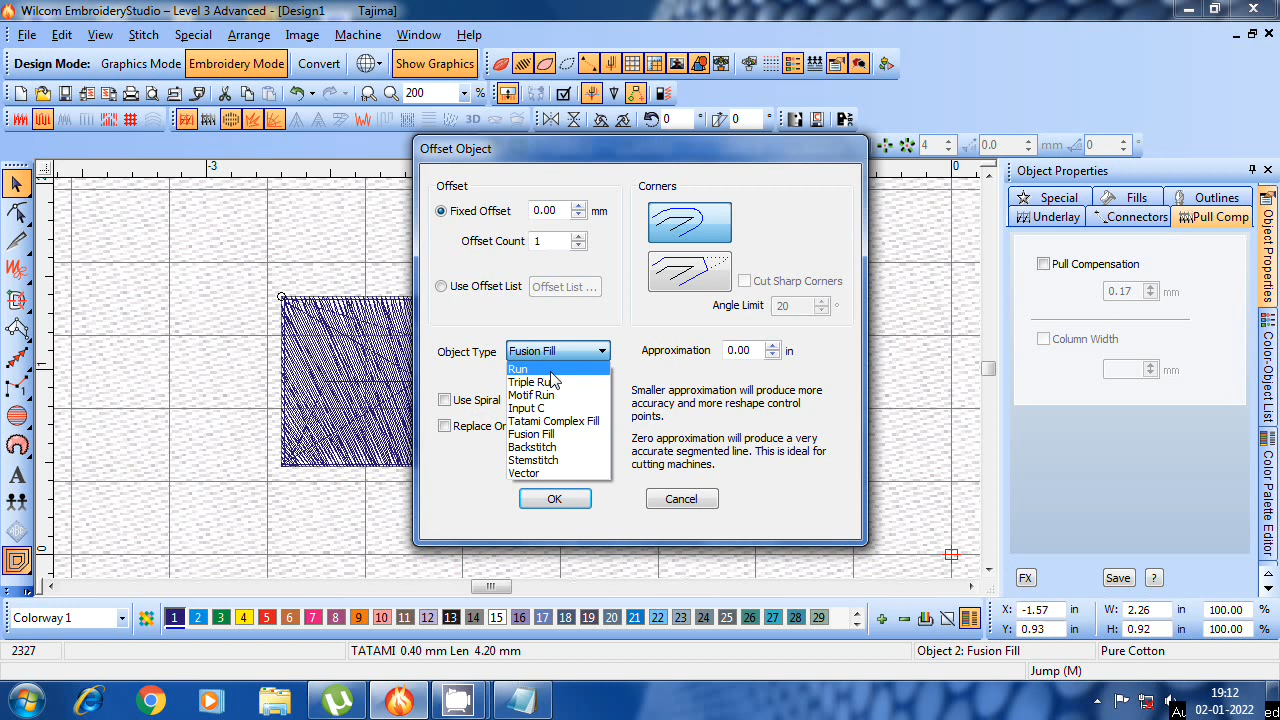 Wilcom EmbroideryStudio – Level 3 Advanced - [Design1 Tajima]
File Edit View Stitch Special Arrange Image Machine Window Help
Design Mode: Graphics Mode Embroidery Mode Convert Show Graphics
200 %
0 ° 0 °
3D
4 0.0 mm 0 °
-3 0
1
0
Offset Object
Offset
Fixed Offset 0.00 mm
Offset Count 1
Use Offset List Offset List ...
Corners
Cut Sharp Corners
Angle Limit 20 °
Object Type Fusion Fill
Approximation 0.00 in
Run
Triple Run
Motif Run
Input C
Tatami Complex Fill
Fusion Fill
Backstitch
Stemstitch
Vector
Use Spiral
Replace Or
Smaller approximation will produce more
accuracy and more reshape control
points.
Zero approximation will produce a very
accurate segmented line. This is ideal for
cutting machines.
OK Cancel
Object Properties
Special Fills Outlines
Underlay Connectors Pull Comp
Pull Compensation
0.17 mm
Column Width
mm
FX Save ?
Object Properties
Color-Object List
Color Palette Editor
Colorway 1
1 2 3 4 5 6 7 8 9 10 11 12 13 14 15 16 17 18 19 20 21 22 23 24 25 26 27 28 29
X: -1.57 in W: 2.26 in 100.00 %
Y: 0.93 in H: 0.92 in 100.00 %
2327 TATAMI 0.40 mm Len 4.20 mm Object 2: Fusion Fill Pure Cotton
Jump (M)
19:12
02-01-2022